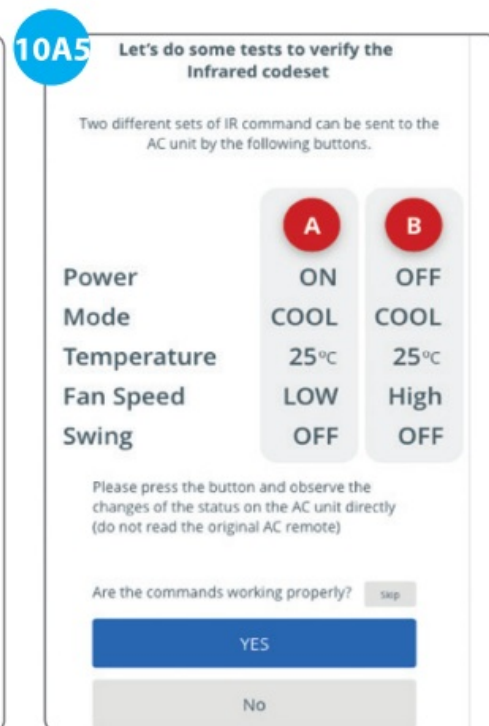 10A5
Let's do some tests to verify the
Infrared codeset
Two different sets of IR command can be sent to the
AC unit by the following buttons.
A B
Power ON OFF
Mode COOL COOL
Temperature 25°C 25°C
Fan Speed LOW High
Swing OFF OFF
Please press the button and observe the
changes of the status on the AC unit directly
(do not read the original AC remote)
Are the commands working properly? Skip
YES
No